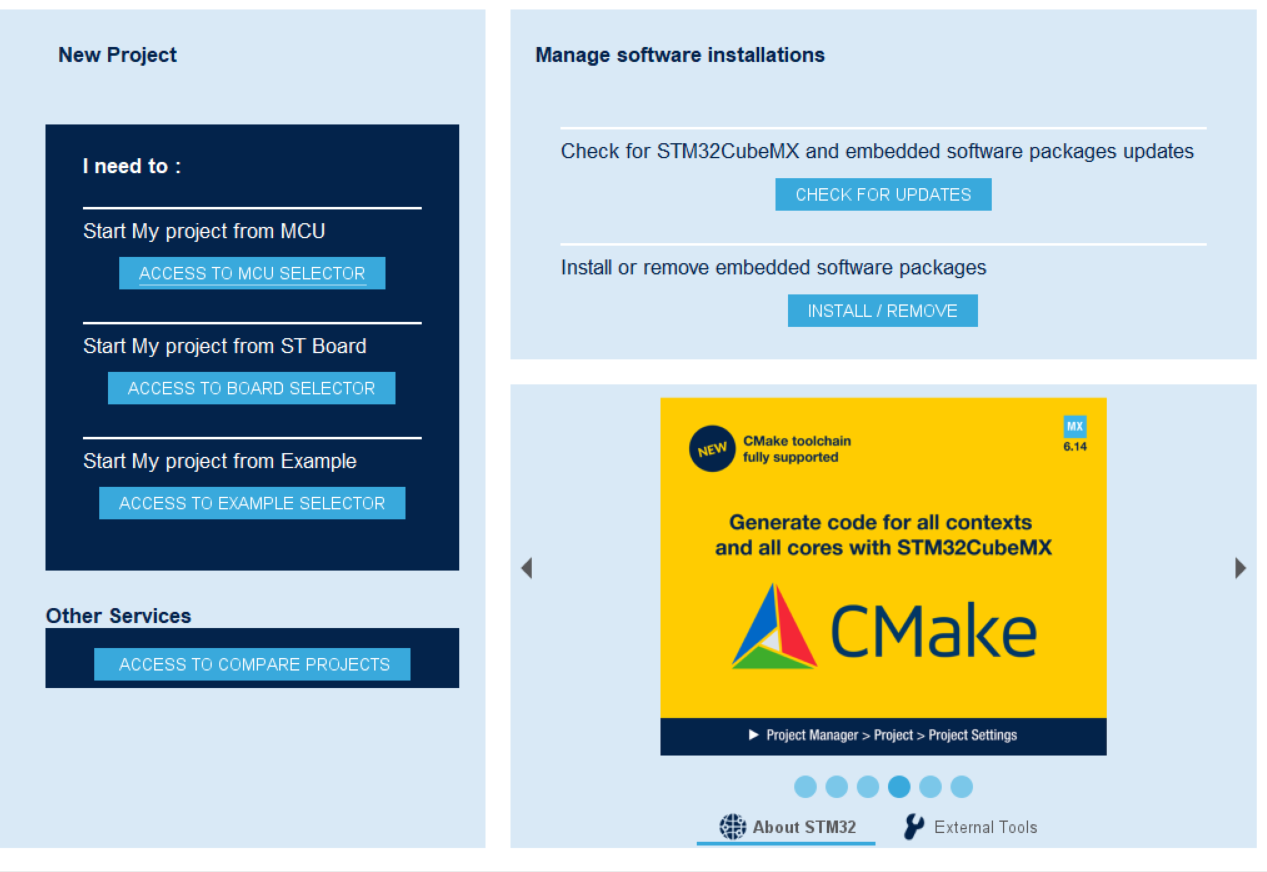 New Project
I need to :
Start My project from MCU
ACCESS TO MCU SELECTOR
Start My project from ST Board
ACCESS TO BOARD SELECTOR
Start My project from Example
ACCESS TO EXAMPLE SELECTOR
Other Services
ACCESS TO COMPARE PROJECTS
Manage software installations
Check for STM32CubeMX and embedded software packages updates
CHECK FOR UPDATES
Install or remove embedded software packages
INSTALL / REMOVE
NEW
CMake toolchain
fully supported
MX
6.14
Generate code for all contexts
and all cores with STM32CubeMX
CMake
Project Manager > Project > Project Settings
About STM32
External Tools